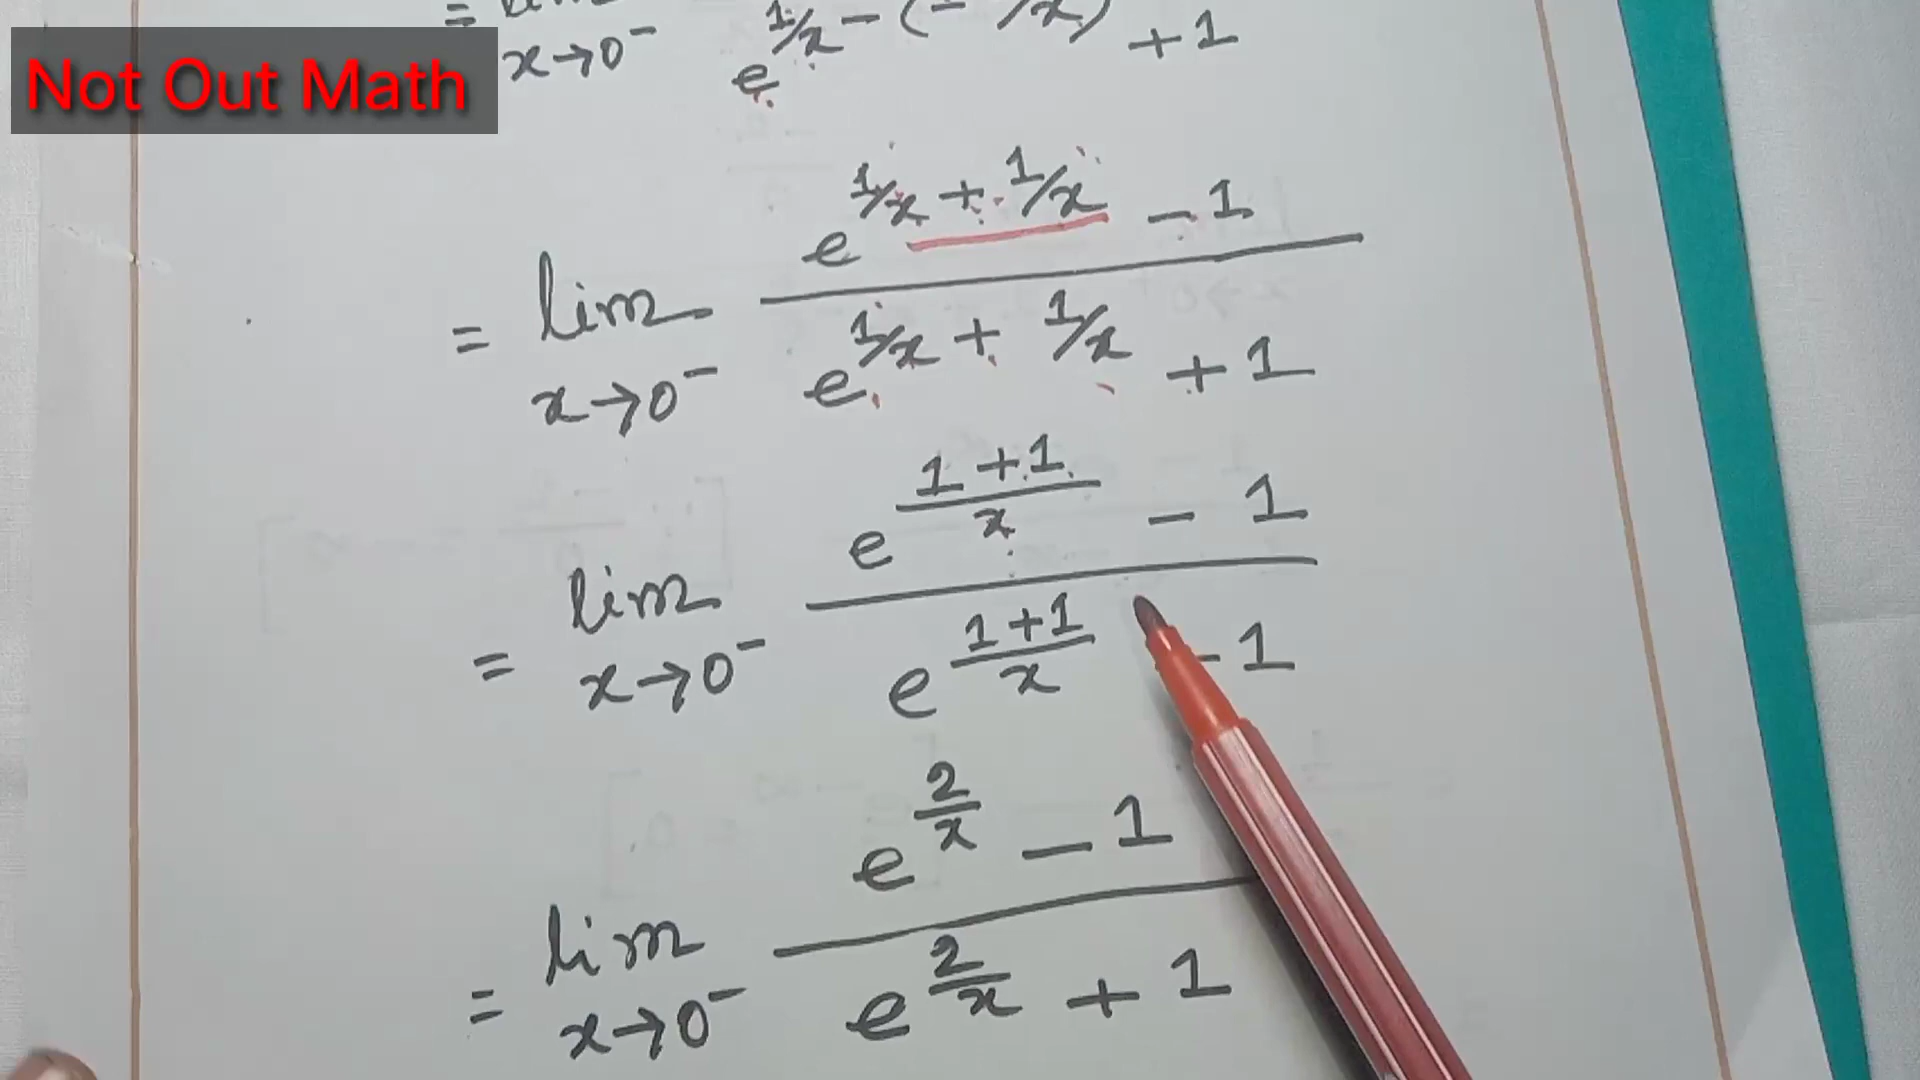 Not Out Math
= lim x→0⁻ e^(1/x - (- 1/x)) + 1
= lim x→0⁻ (e^(1/x + 1/x) - 1) / (e^(1/x + 1/x) + 1)
= lim x→0⁻ (e^((1+1)/x) - 1) / (e^((1+1)/x) - 1)
= lim x→0⁻ (e^(2/x) - 1) / (e^(2/x) + 1)